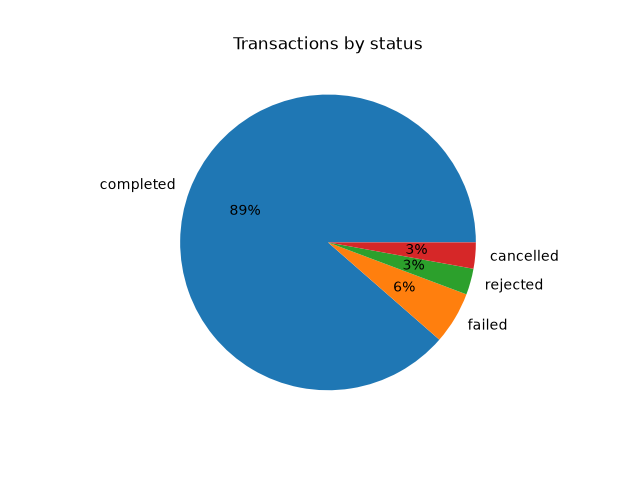 Transactions by status
completed
89%
3%
cancelled
3%
rejected
6%
failed